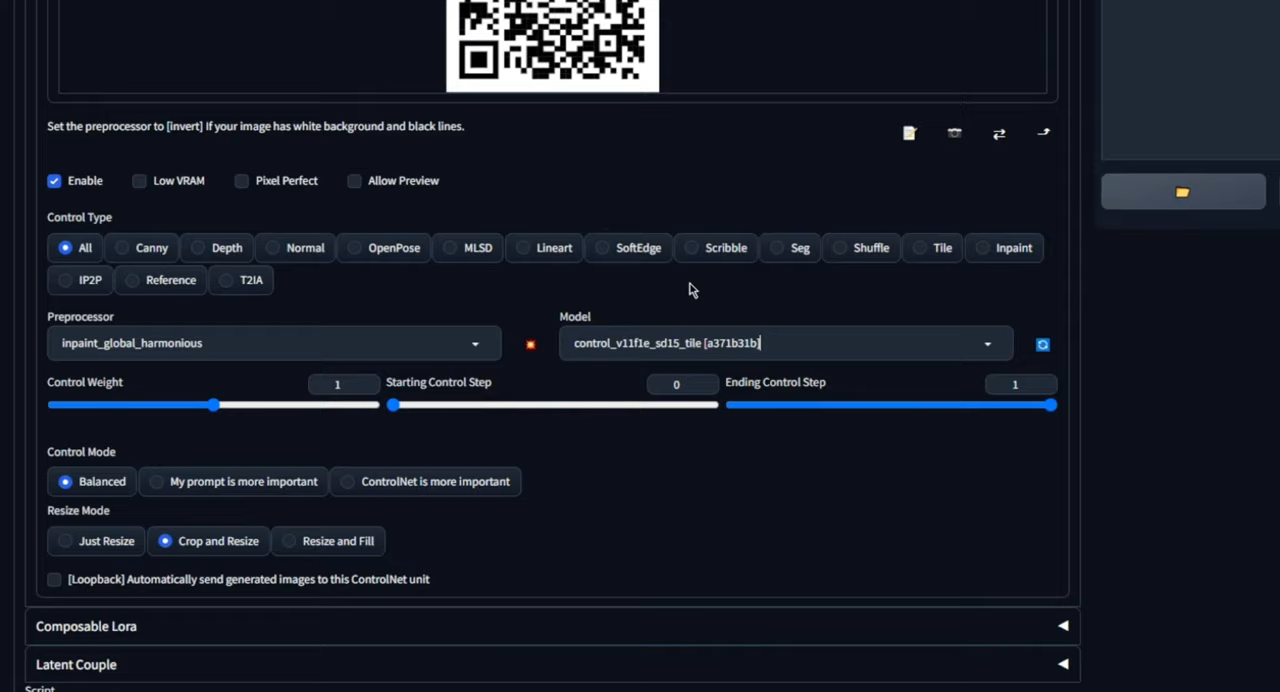 Set the preprocessor to [invert] If your image has white background and black lines.
Enable Low VRAM Pixel Perfect Allow Preview
Control Type
All Canny Depth Normal OpenPose MLSD Lineart SoftEdge Scribble Seg Shuffle Tile Inpaint
IP2P Reference T2IA
Preprocessor Model
inpaint_global_harmonious control_v11f1e_sd15_tile [a371b31b]
Control Weight 1 Starting Control Step 0 Ending Control Step 1
Control Mode
Balanced My prompt is more important ControlNet is more important
Resize Mode
Just Resize Crop and Resize Resize and Fill
[Loopback] Automatically send generated images to this ControlNet unit
Composable Lora
Latent Couple
Script